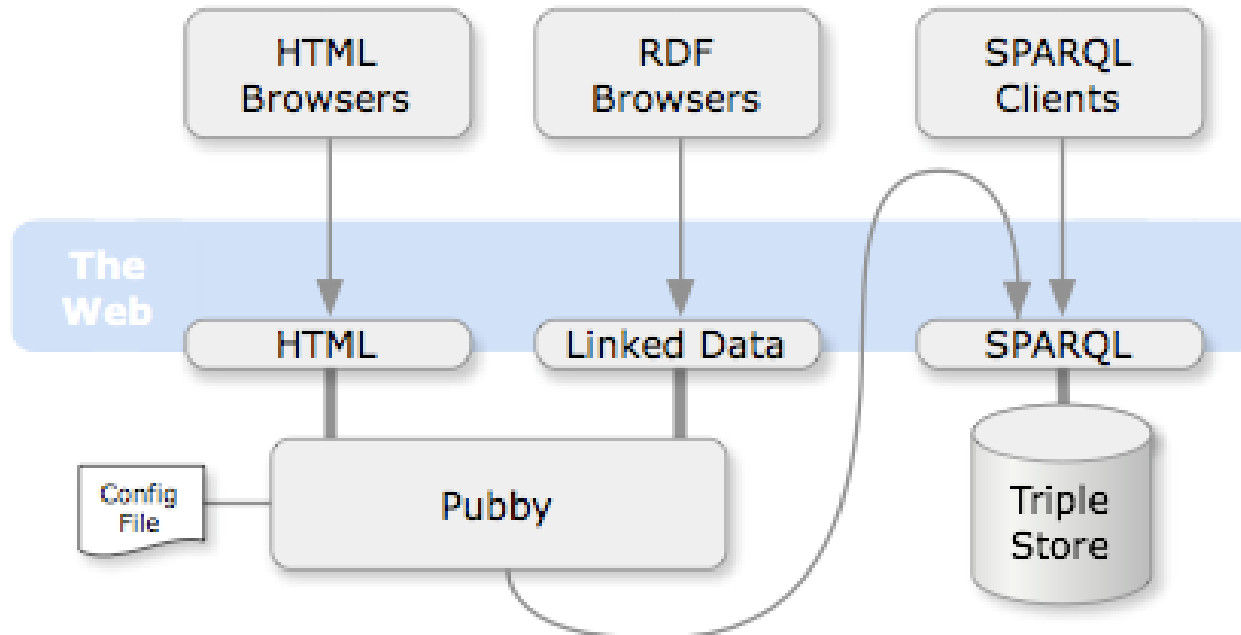 HTML
Browsers
RDF
Browsers
SPARQL
Clients
The
Web
HTML
Linked Data
SPARQL
Config
File
Pubby
Triple
Store